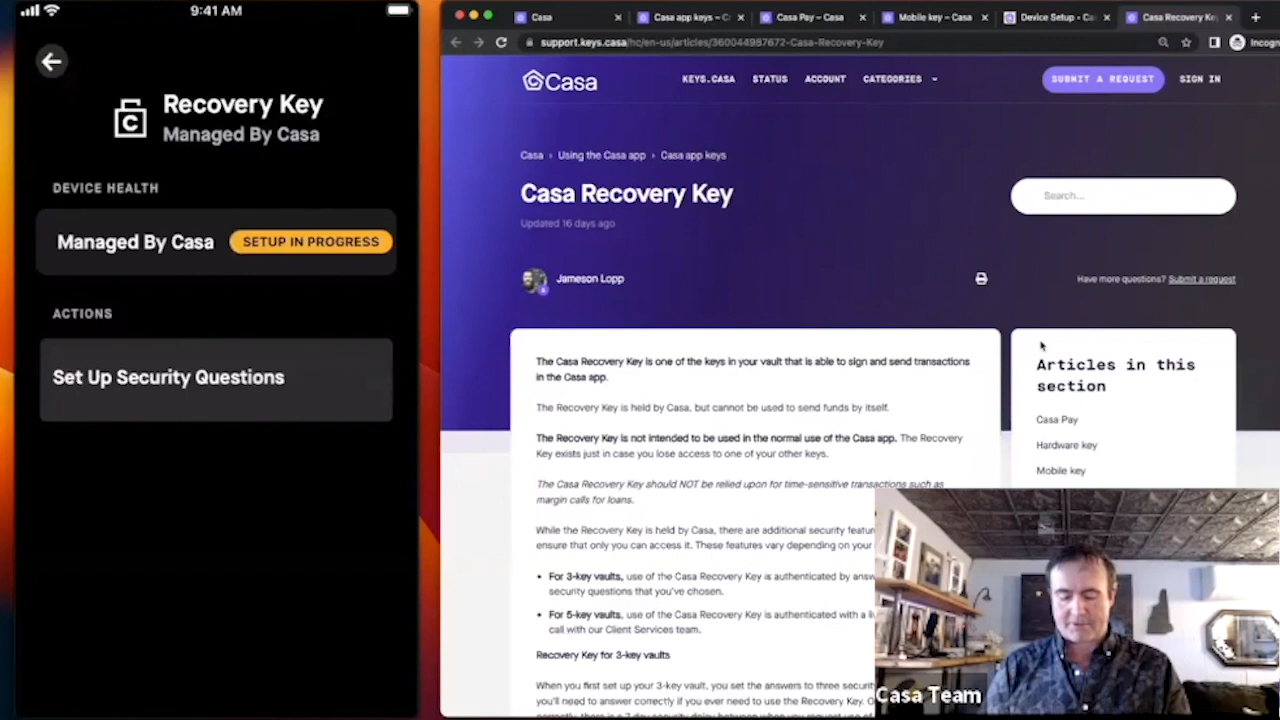 9:41 AM
Recovery Key
Managed By Casa
DEVICE HEALTH
Managed By Casa
SETUP IN PROGRESS
ACTIONS
Set Up Security Questions
Casa
Casa app keys – C
Casa Pay – Casa
Mobile key – Casa
Device Setup • Ca
Casa Recovery Key
support.keys.casa/hc/en-us/articles/360044987672-Casa-Recovery-Key
Incogn
Casa
KEYS.CASA
STATUS
ACCOUNT
CATEGORIES
SUBMIT A REQUEST
SIGN IN
Casa › Using the Casa app › Casa app keys
Casa Recovery Key
Search...
Updated 16 days ago
Jameson Lopp
Have more questions? Submit a request
The Casa Recovery Key is one of the keys in your vault that is able to sign and send transactions
in the Casa app.
The Recovery Key is held by Casa, but cannot be used to send funds by itself.
The Recovery Key is not intended to be used in the normal use of the Casa app. The Recovery
Key exists just in case you lose access to one of your other keys.
The Casa Recovery Key should NOT be relied upon for time-sensitive transactions such as
margin calls for loans.
While the Recovery Key is held by Casa, there are additional security featur
ensure that only you can access it. These features vary depending on your
• For 3-key vaults, use of the Casa Recovery Key is authenticated by answ
security questions that you've chosen.
• For 5-key vaults, use of the Casa Recovery Key is authenticated with a li
call with our Client Services team.
Recovery Key for 3-key vaults
When you first set up your 3-key vault, you set the answers to three securit
you'll need to answer correctly if you ever need to use the Recovery Key. O
Articles in this
section
Casa Pay
Hardware key
Mobile key
Casa Team